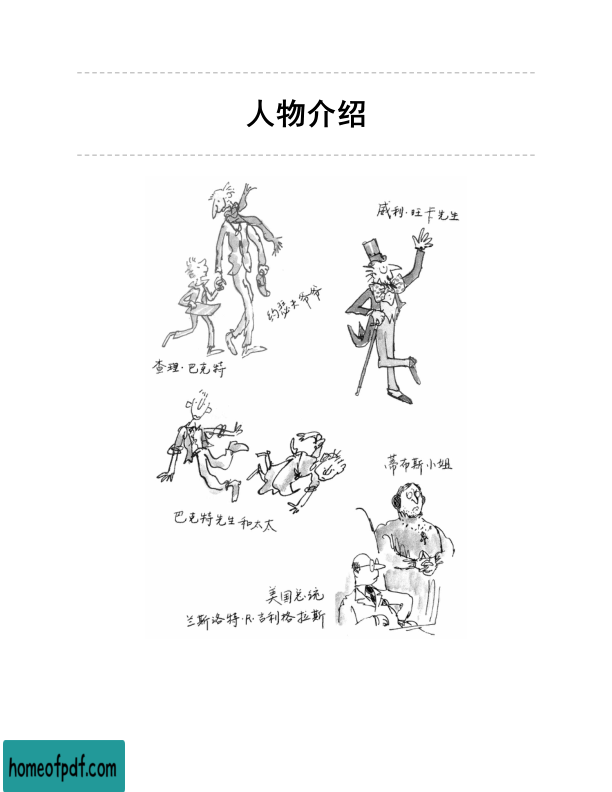 人物介绍
威利·旺卡先生
约瑟夫爷爷
查理·巴克特
蒂布斯小姐
巴克特先生和太太
美国总统
兰斯洛特·R·吉利格拉斯
homeofpdf.com